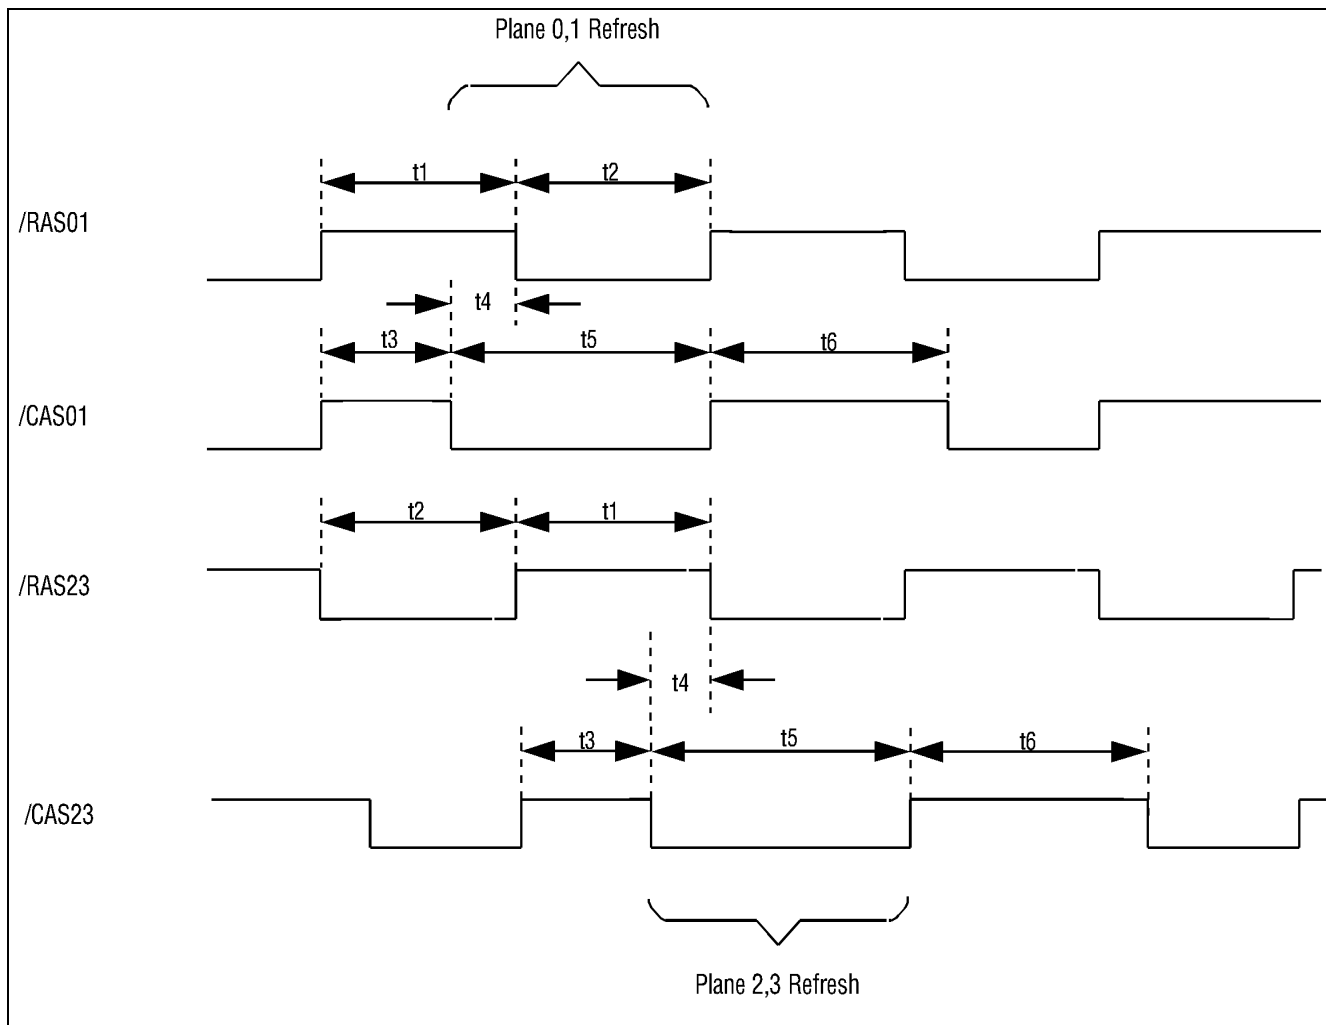 Plane 0,1 Refresh
t1
t2
/RAS01
t4
t3
t5
t6
/CAS01
t2
t1
/RAS23
t4
t3
t5
t6
/CAS23
Plane 2,3 Refresh